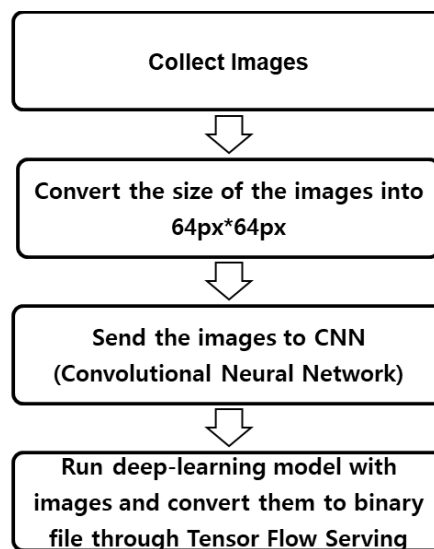 Collect Images
Convert the size of the images into
64px*64px
Send the images to CNN
(Convolutional Neural Network)
Run deep-learning model with
images and convert them to binary
file through Tensor Flow Serving